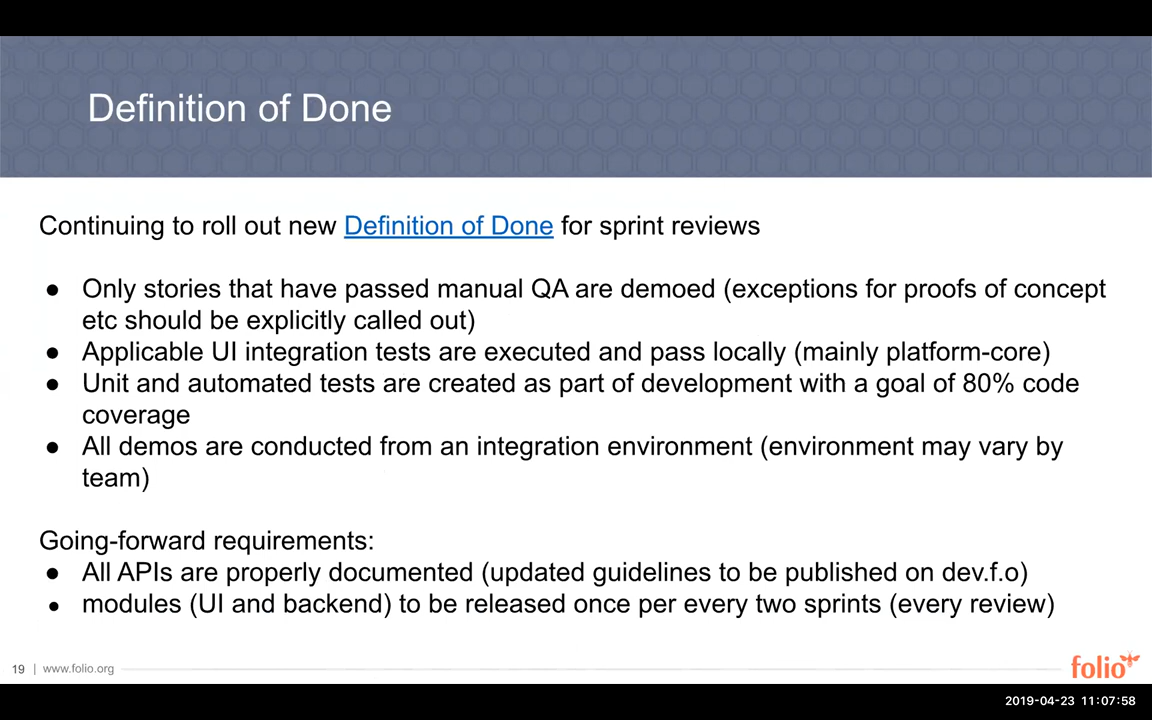 Definition of Done
Continuing to roll out new Definition of Done for sprint reviews
● Only stories that have passed manual QA are demoed (exceptions for proofs of concept
etc should be explicitly called out)
● Applicable UI integration tests are executed and pass locally (mainly platform-core)
● Unit and automated tests are created as part of development with a goal of 80% code
coverage
● All demos are conducted from an integration environment (environment may vary by
team)
Going-forward requirements:
● All APIs are properly documented (updated guidelines to be published on dev.f.o)
● modules (UI and backend) to be released once per every two sprints (every review)
19 | www.folio.org
folio
2019-04-23 11:07:58